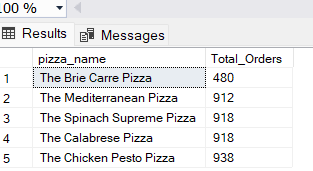 00 %
Results Messages
pizza_name Total_Orders
1 The Brie Carre Pizza 480
2 The Mediterranean Pizza 912
3 The Spinach Supreme Pizza 918
4 The Calabrese Pizza 918
5 The Chicken Pesto Pizza 938